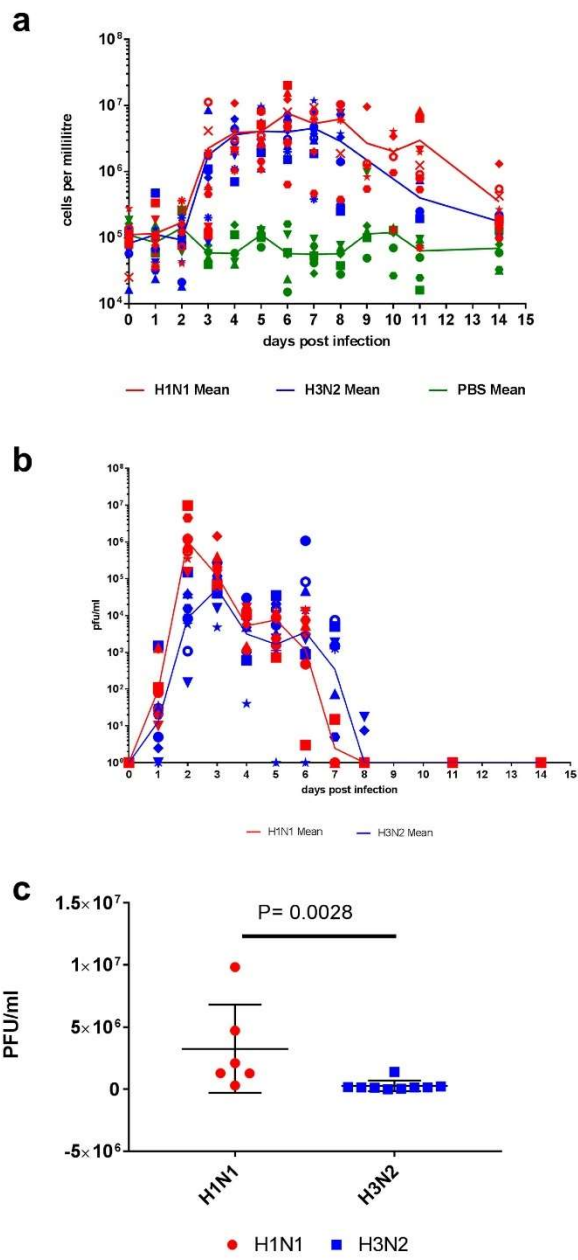 a
10⁸
10⁷
10⁶
10⁵
10⁴
cells per millilitre
0 1 2 3 4 5 6 7 8 9 10 11 12 13 14 15
days post infection
H1N1 Mean H3N2 Mean PBS Mean
b
10⁸
10⁷
10⁶
10⁵
10⁴
10³
10²
10¹
10⁰
pfu/ml
0 1 2 3 4 5 6 7 8 9 10 11 12 13 14 15
days post infection
H1N1 Mean H3N2 Mean
c
P= 0.0028
1.5×10⁷
1×10⁷
5×10⁶
0
-5×10⁶
PFU/ml
H1N1 H3N2
H1N1 H3N2